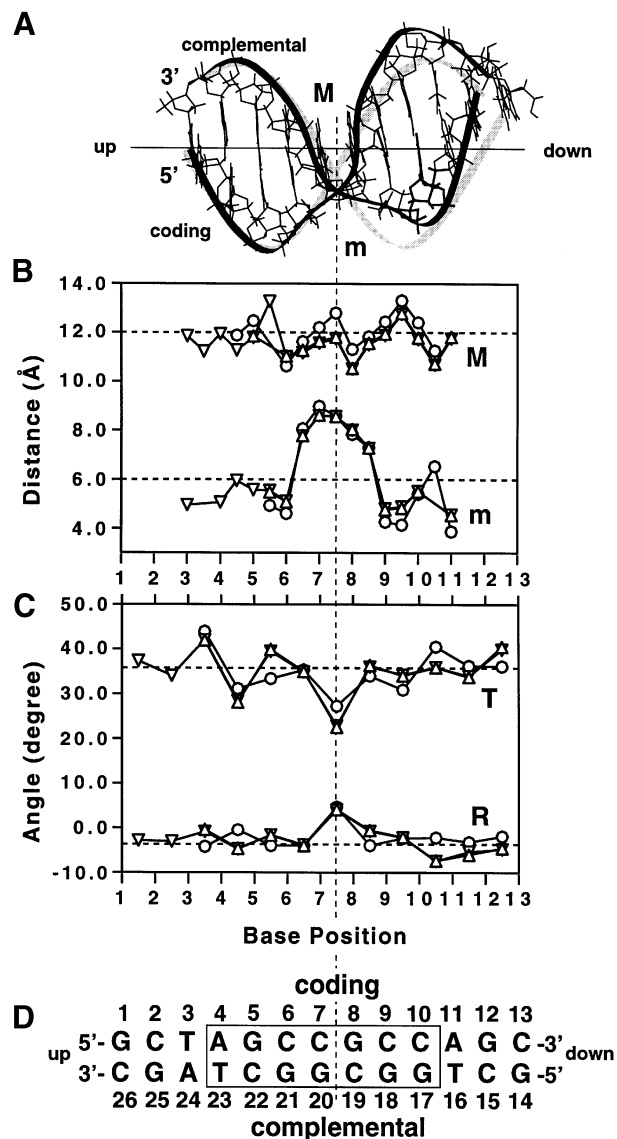 A
complemental
3’
M
up
down
5’
coding
m
B
14.0
12.0
10.0
8.0
6.0
4.0
Distance (Å)
M
m
1 2 3 4 5 6 7 8 9 10 11 12 13
C
50.0
40.0
30.0
20.0
10.0
0.0
-10.0
Angle (degree)
T
R
1 2 3 4 5 6 7 8 9 10 11 12 13
Base Position
coding
D
1 2 3 4 5 6 7 8 9 10 11 12 13
5’- G C T A G C C G C C A G C -3’
up down
3’- C G A T C G G C G G T C G -5’
26 25 24 23 22 21 20 19 18 17 16 15 14
complemental